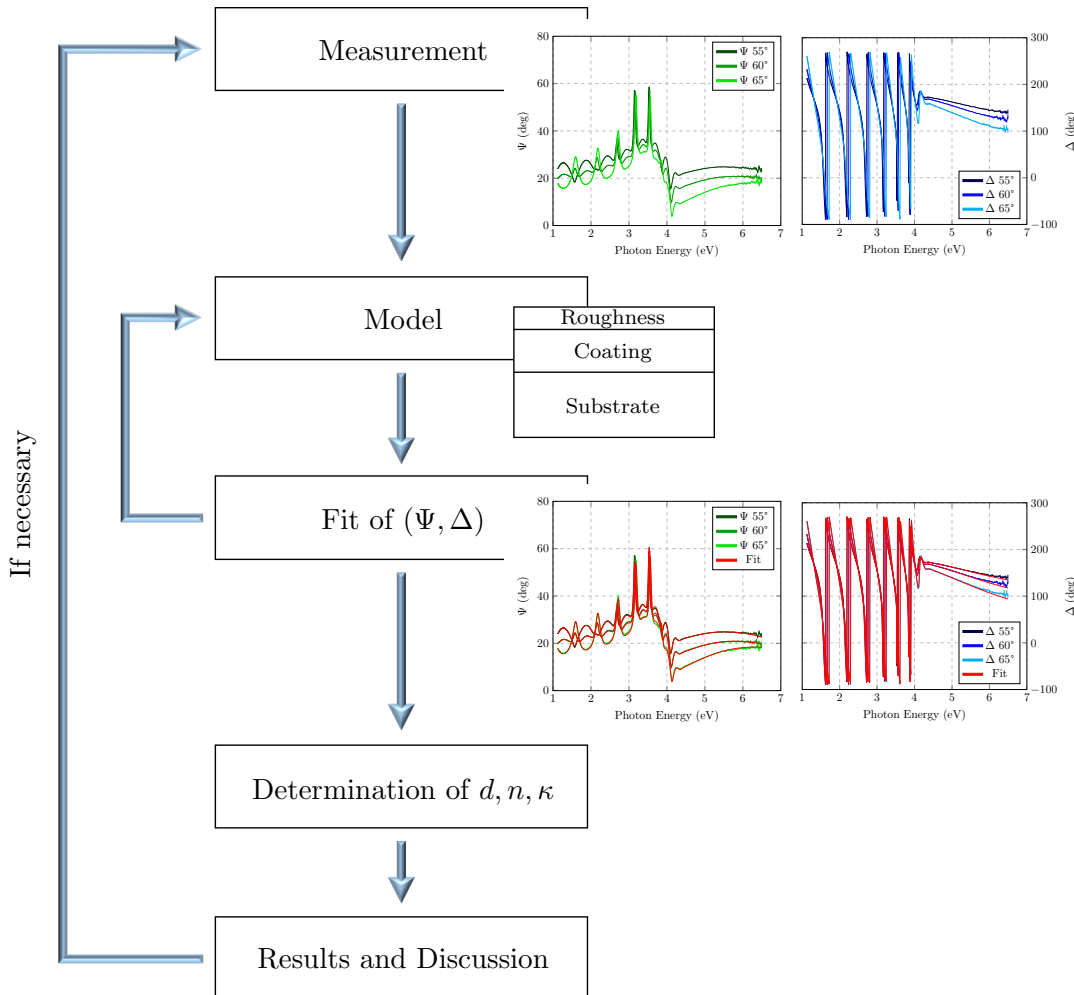 Measurement
80
60
40
20
0
1 2 3 4 5 6 7
Ψ (deg)
Photon Energy (eV)
Ψ 55°
Ψ 60°
Ψ 65°
300
200
100
0
−100
1 2 3 4 5 6 7
Δ (deg)
Photon Energy (eV)
Δ 55°
Δ 60°
Δ 65°
Model
Roughness
Coating
Substrate
If necessary
Fit of (Ψ, Δ)
80
60
40
20
0
1 2 3 4 5 6 7
Ψ (deg)
Photon Energy (eV)
Ψ 55°
Ψ 60°
Ψ 65°
Fit
300
200
100
0
−100
1 2 3 4 5 6 7
Δ (deg)
Photon Energy (eV)
Δ 55°
Δ 60°
Δ 65°
Fit
Determination of d, n, κ
Results and Discussion